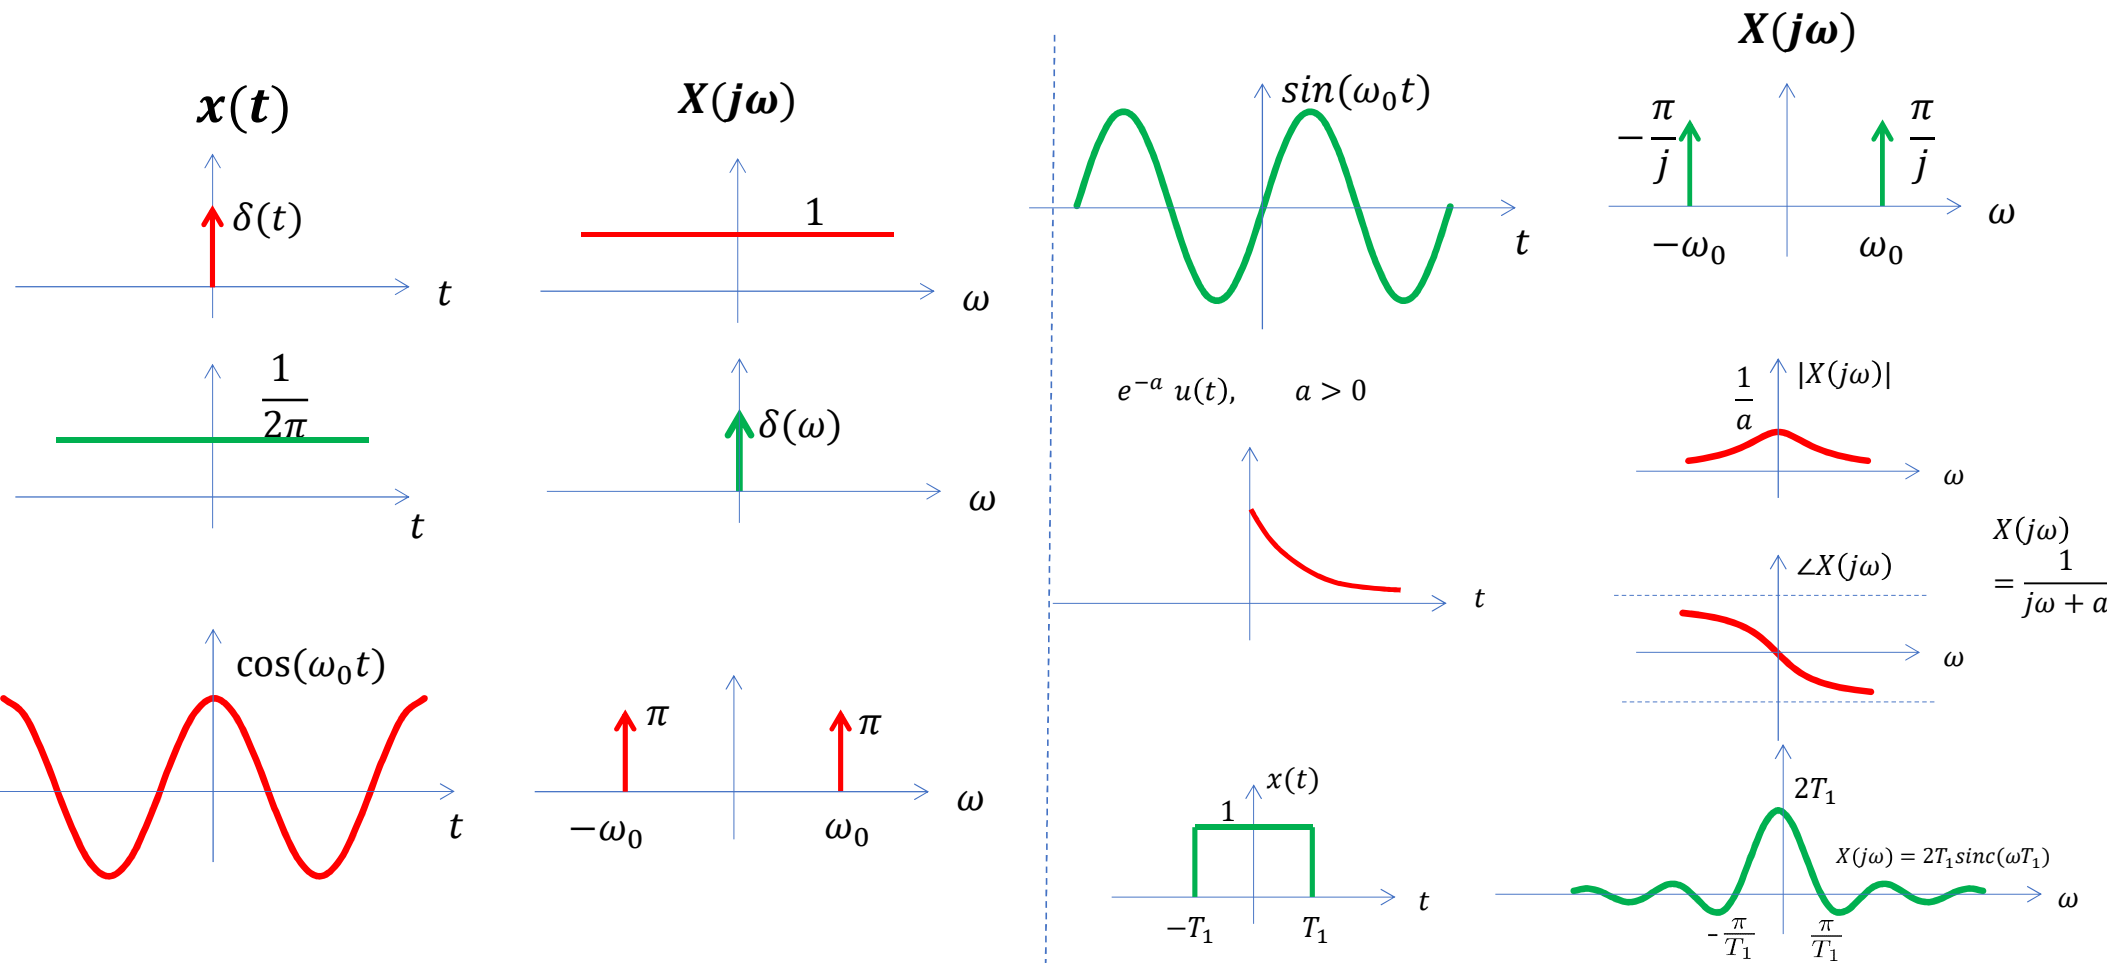 x(t)
X(jω)
δ(t)
1
t
ω
1
2π
δ(ω)
t
ω
cos(ω₀t)
π
π
t
ω
−ω₀
ω₀
X(jω)
sin(ω₀t)
−π/j
π/j
t
ω
−ω₀
ω₀
e⁻ᵃ u(t), a > 0
1/a
|X(jω)|
ω
t
∠X(jω)
X(jω)
= 1/(jω + a
ω
x(t)
1
t
−T₁
T₁
2T₁
X(jω) = 2T₁sinc(ωT₁)
ω
-π/T₁
π/T₁